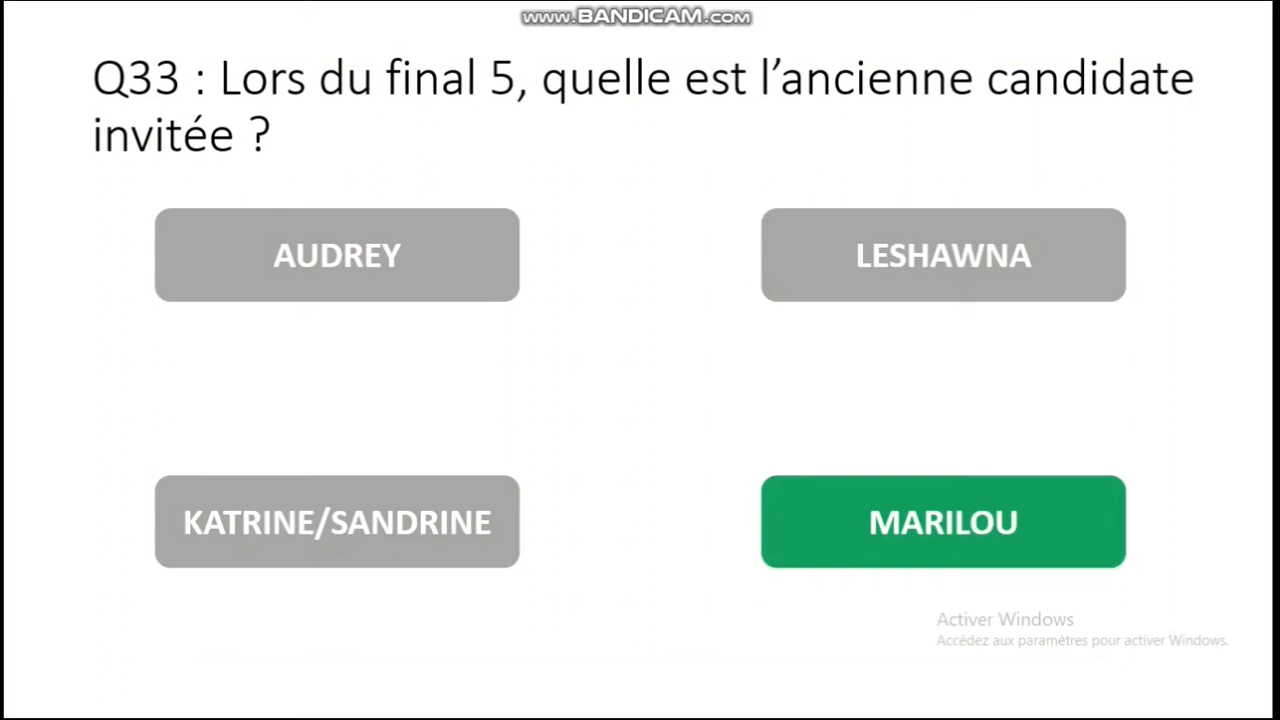 www.BANDICAM.com
Q33 : Lors du final 5, quelle est l’ancienne candidate
invitée ?
AUDREY
LESHAWNA
KATRINE/SANDRINE
MARILOU
Activer Windows
Accédez aux paramètres pour activer Windows.